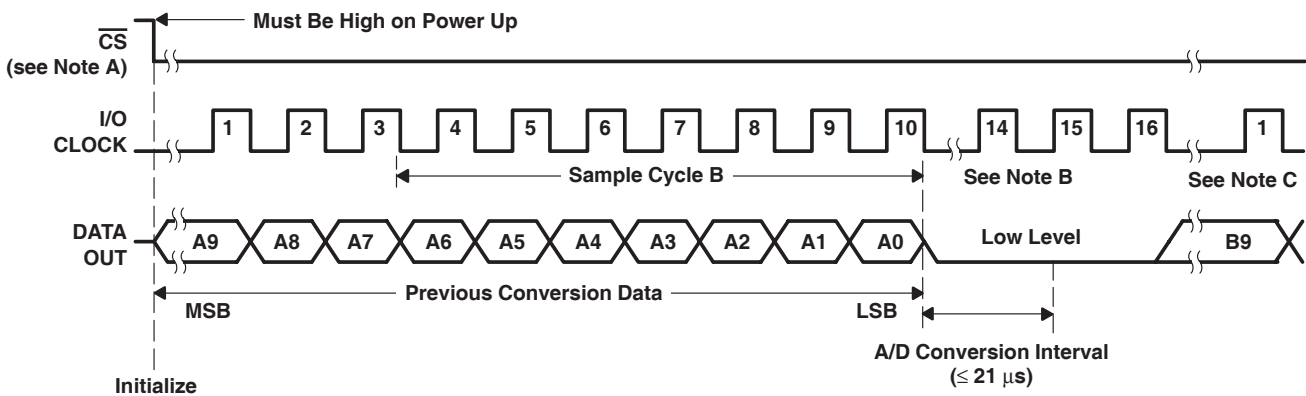 Must Be High on Power Up
CS
(see Note A)
I/O
CLOCK
1 2 3 4 5 6 7 8 9 10 14 15 16 1
Sample Cycle B
See Note B
See Note C
DATA
OUT
A9 A8 A7 A6 A5 A4 A3 A2 A1 A0 Low Level B9
Previous Conversion Data
MSB
LSB
A/D Conversion Interval
(≤ 21 μs)
Initialize